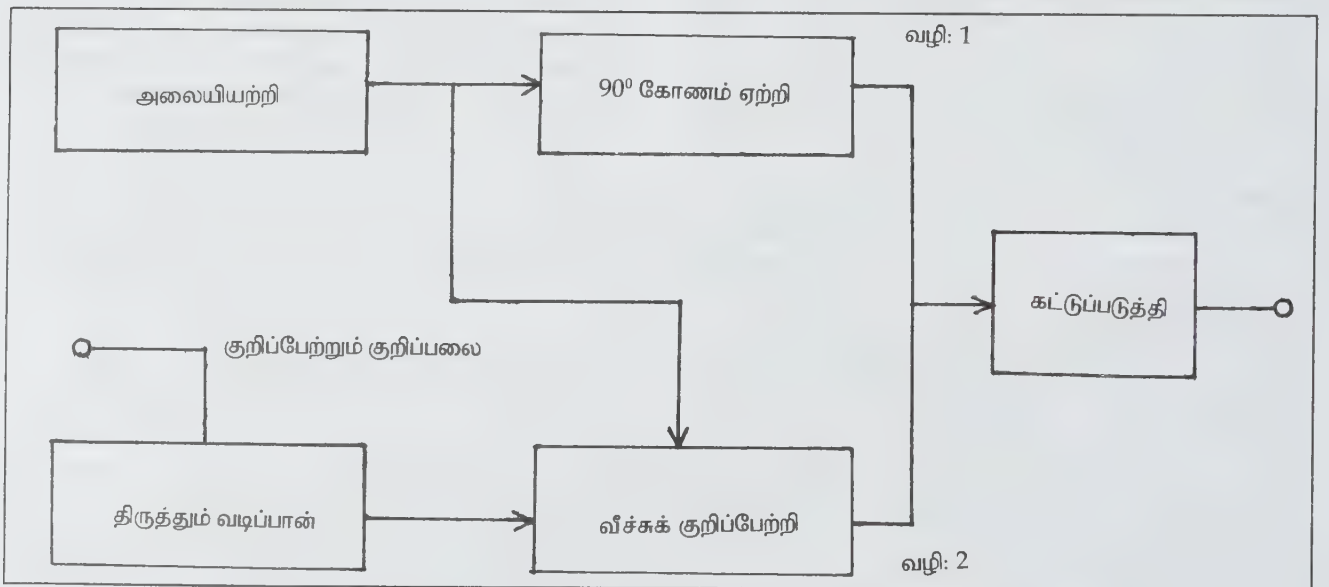 வழி: 1
அலையியற்றி
90⁰ கோணம் ஏற்றி
கட்டுப்படுத்தி
குறிப்பேற்றும் குறிப்பலை
திருத்தும் வடிப்பான்
வீச்சுக் குறிப்பேற்றி
வழி: 2